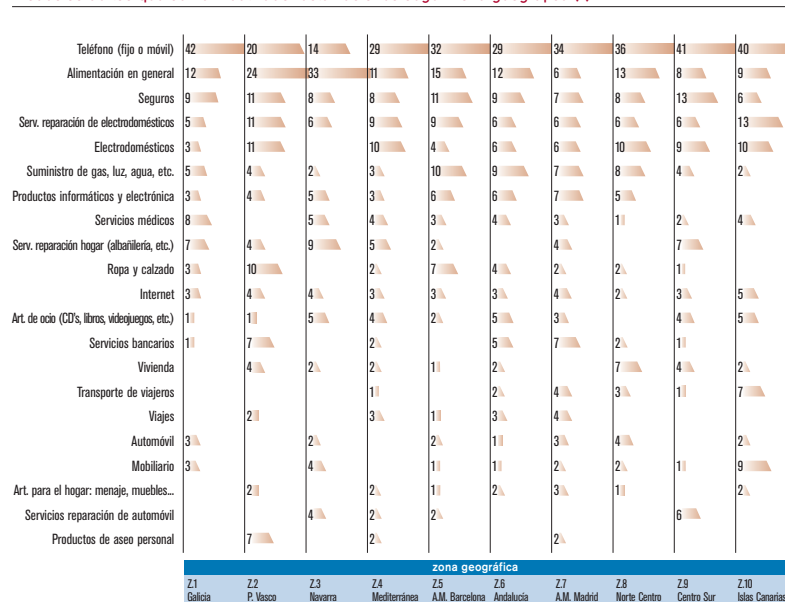 Teléfono (fijo o móvil) 42 20 14 29 32 29 34 36 41 40
Alimentación en general 12 24 33 11 15 12 6 13 8 9
Seguros 9 11 8 8 11 9 7 8 13 6
Serv. reparación de electrodomésticos 5 11 6 9 9 6 6 6 6 13
Electrodomésticos 3 11 10 4 6 6 10 9 10
Suministro de gas, luz, agua, etc. 5 4 2 3 10 9 7 8 4 2
Productos informáticos y electrónica 3 4 5 3 6 6 7 5
Servicios médicos 8 5 4 3 4 3 1 2 4
Serv. reparación hogar (albañilería, etc.) 7 4 9 5 2 4 7
Ropa y calzado 3 10 2 7 4 2 2 1
Internet 3 4 4 3 3 3 4 2 3 5
Art. de ocio (CD's, libros, videojuegos, etc.) 1 1 5 4 2 5 3 4 5
Servicios bancarios 1 7 2 5 7 2 1
Vivienda 4 2 2 1 2 7 4 2
Transporte de viajeros 1 2 4 3 1 7
Viajes 2 3 1 3 4
Automóvil 3 2 2 1 3 4 2
Mobiliario 3 4 1 1 2 2 1 9
Art. para el hogar: menaje, muebles... 2 2 1 2 3 1 2
Servicios reparación de automóvil 4 2 2 6
Productos de aseo personal 7 2 2
zona geográfica
Z.1 Z.2 Z.3 Z.4 Z.5 Z.6 Z.7 Z.8 Z.9 Z.10
Galicia P. Vasco Navarra Mediterránea A.M. Barcelona Andalucía A.M. Madrid Norte Centro Centro Sur Islas Canarias